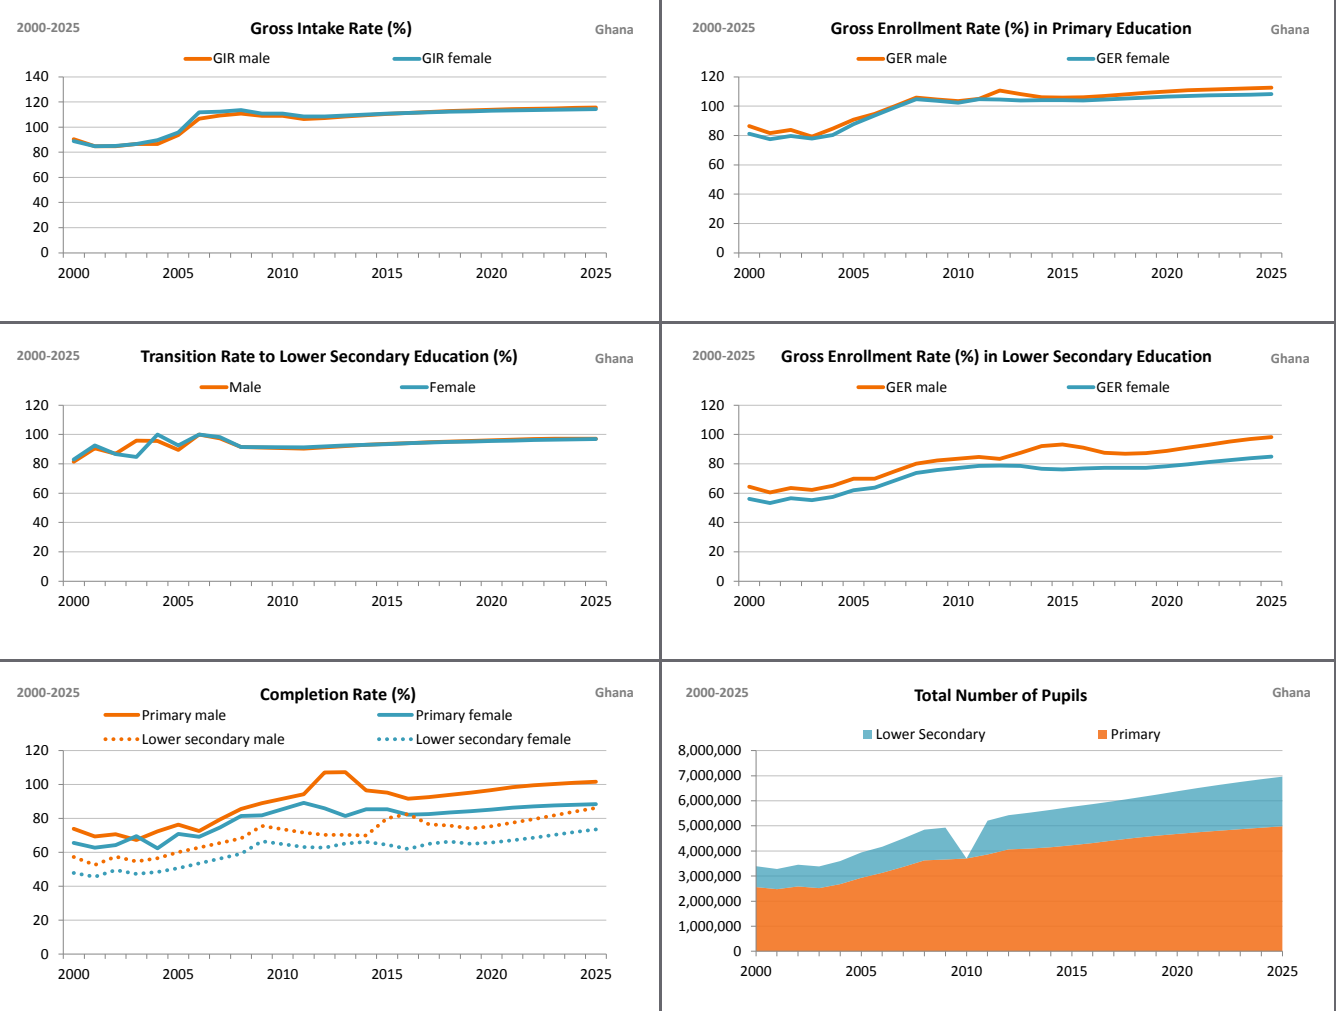 2000-2025 Gross Intake Rate (%) Ghana
GIR male GIR female
140
120
100
80
60
40
20
0
2000 2005 2010 2015 2020 2025
2000-2025 Gross Enrollment Rate (%) in Primary Education Ghana
GER male GER female
120
100
80
60
40
20
0
2000 2005 2010 2015 2020 2025
2000-2025 Transition Rate to Lower Secondary Education (%) Ghana
Male Female
120
100
80
60
40
20
0
2000 2005 2010 2015 2020 2025
2000-2025 Gross Enrollment Rate (%) in Lower Secondary Education Ghana
GER male GER female
120
100
80
60
40
20
0
2000 2005 2010 2015 2020 2025
2000-2025 Completion Rate (%) Ghana
Primary male Primary female
Lower secondary male Lower secondary female
120
100
80
60
40
20
0
2000 2005 2010 2015 2020 2025
2000-2025 Total Number of Pupils Ghana
Lower Secondary Primary
8,000,000
7,000,000
6,000,000
5,000,000
4,000,000
3,000,000
2,000,000
1,000,000
0
2000 2005 2010 2015 2020 2025